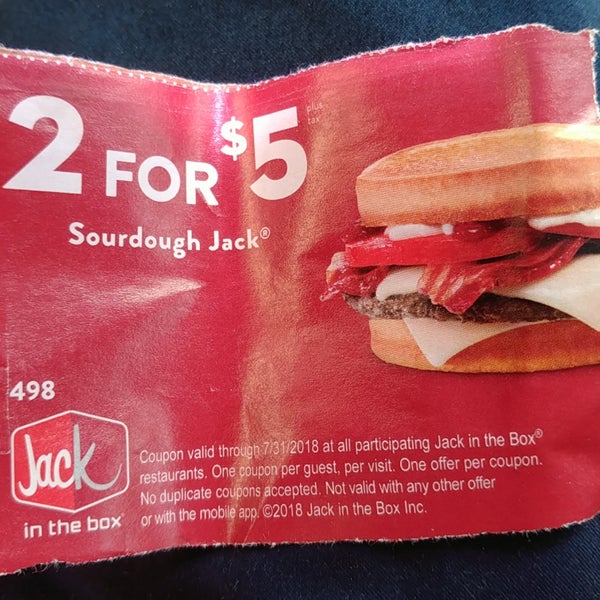 2 FOR $5 plus tax
Sourdough Jack®
498
Jack
in the box®
Coupon valid through 7/31/2018 at all participating Jack in the Box®
restaurants. One coupon per guest, per visit. One offer per coupon.
No duplicate coupons accepted. Not valid with any other offer
or with the mobile app. ©2018 Jack in the Box Inc.